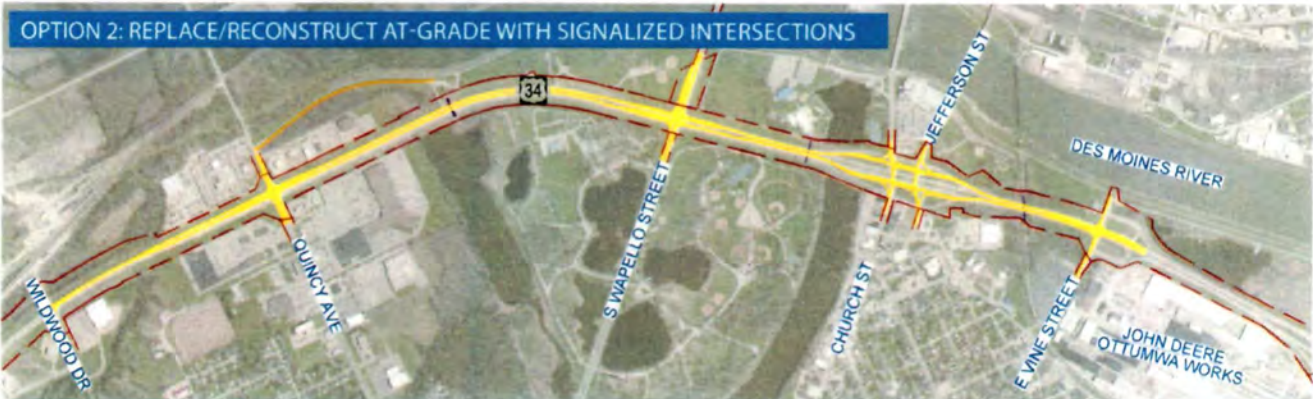 OPTION 2: REPLACE/RECONSTRUCT AT-GRADE WITH SIGNALIZED INTERSECTIONS
34
JEFFERSON ST
DES MOINES RIVER
S WAPELLO STREET
QUINCY AVE
WILDWOOD DR
CHURCH ST
E VINE STREET
JOHN DEERE
OTTUMWA WORKS